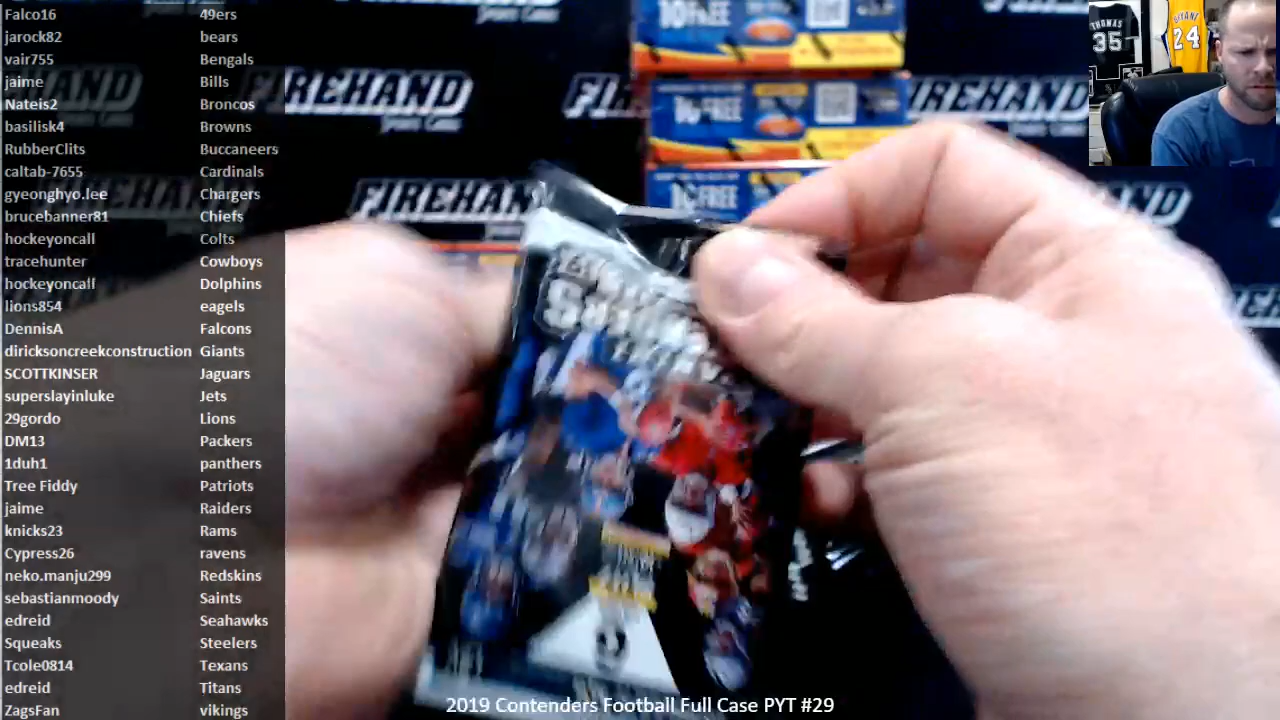 Falco16 49ers
jarock82 bears
vair755 Bengals
jaime Bills
Nateis2 Broncos
basilisk4 Browns
RubberClits Buccaneers
caltab-7655 Cardinals
gyeonghyo.lee Chargers
brucebanner81 Chiefs
hockeyoncall Colts
tracehunter Cowboys
hockeyoncall Dolphins
lions854 eagels
DennisA Falcons
diricksoncreekconstruction Giants
SCOTTKINSER Jaguars
superslayinluke Jets
29gordo Lions
DM13 Packers
1duh1 panthers
Tree Fiddy Patriots
jaime Raiders
knicks23 Rams
Cypress26 ravens
neko.manju299 Redskins
sebastianmoody Saints
edreid Seahawks
Squeaks Steelers
Tcole0814 Texans
edreid Titans
ZagsFan vikings
FIREHAND
FIREHAND
10 FREE
THOMAS
35
BRYANT
24
2019 Contenders Football Full Case PYT #29